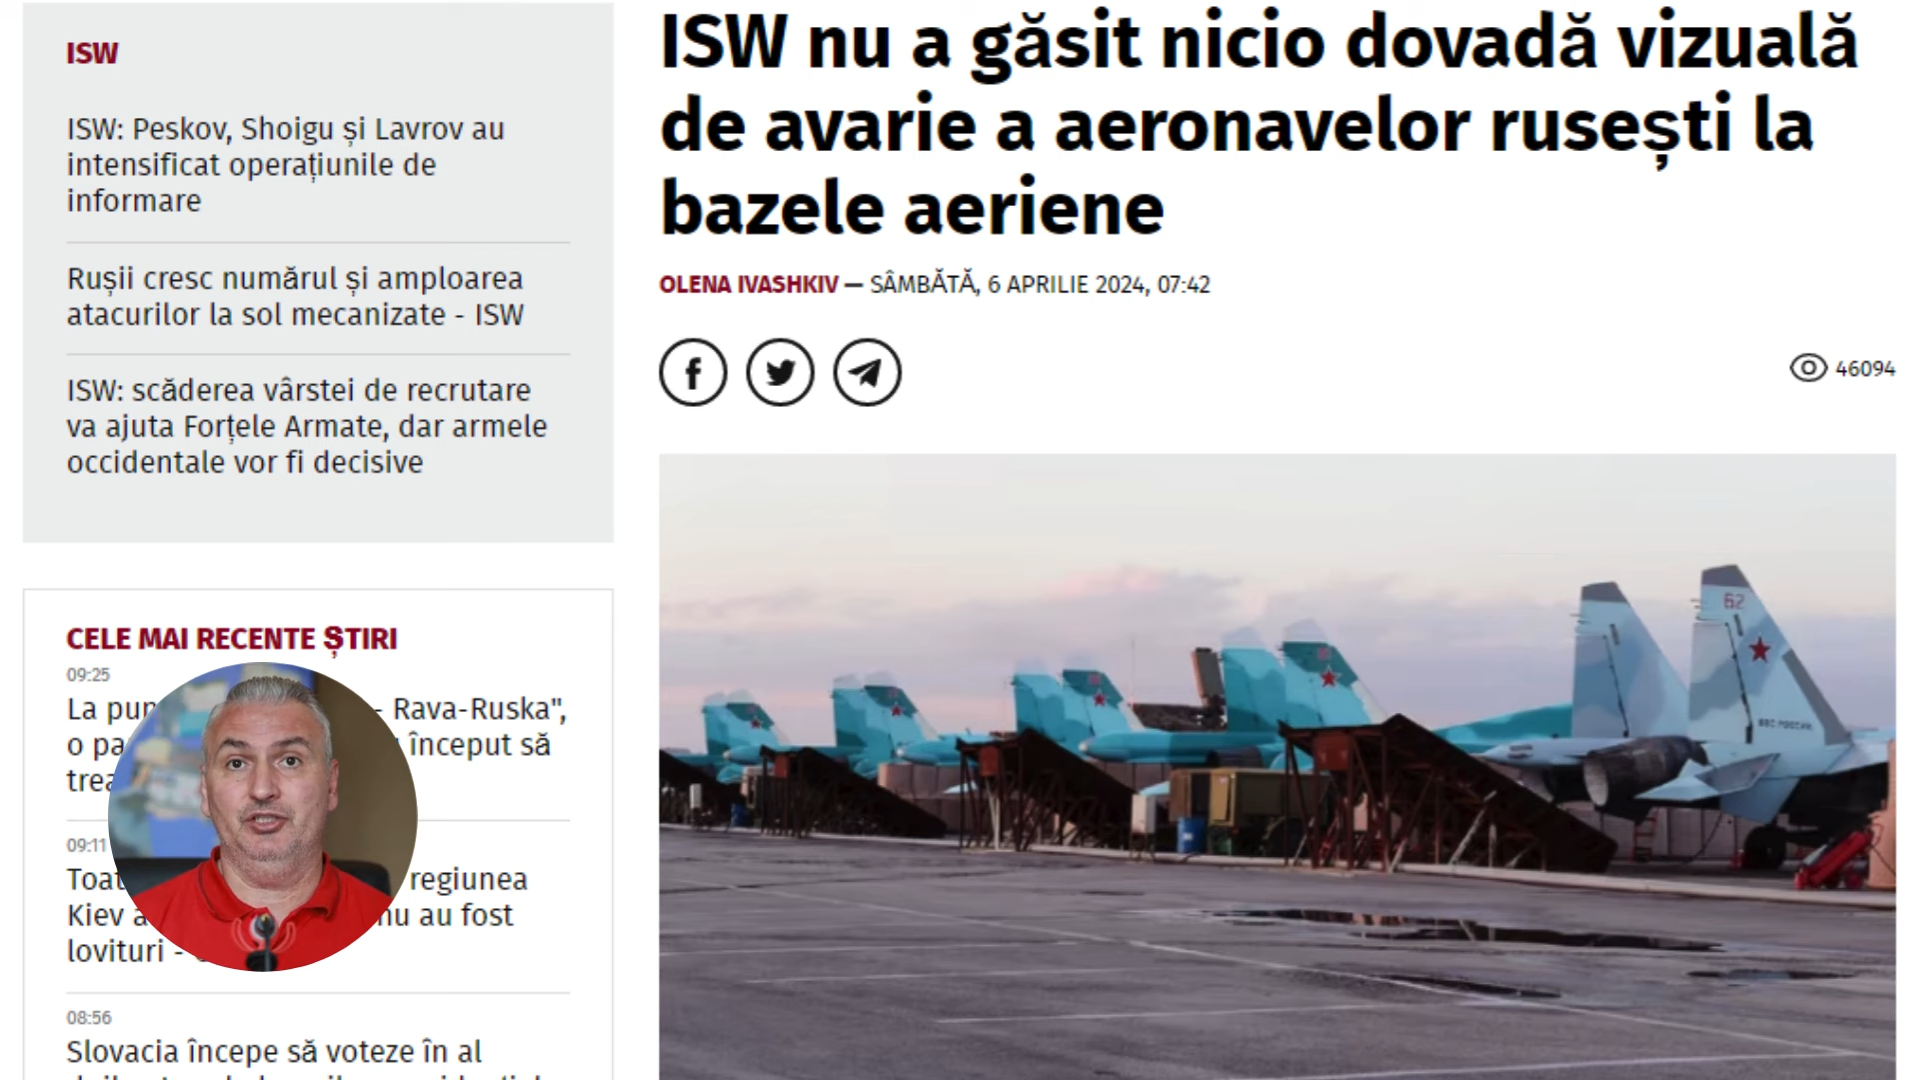 ISW
ISW: Peskov, Shoigu și Lavrov au
intensificat operațiunile de
informare
Rușii cresc numărul și amploarea
atacurilor la sol mecanizate - ISW
ISW: scăderea vârstei de recrutare
va ajuta Forțele Armate, dar armele
occidentale vor fi decisive
CELE MAI RECENTE ȘTIRI
09:25
La - Rava-Ruska",
o început să
09:11
regiunea
Kiev nu au fost
lovituri -
08:56
Slovacia începe să voteze în al
ISW nu a găsit nicio dovadă vizuală
de avarie a aeronavelor rusești la
bazele aeriene
OLENA IVASHKIV — SÂMBĂTĂ, 6 APRILIE 2024, 07:42
46094
62
ВВС РОССИИ